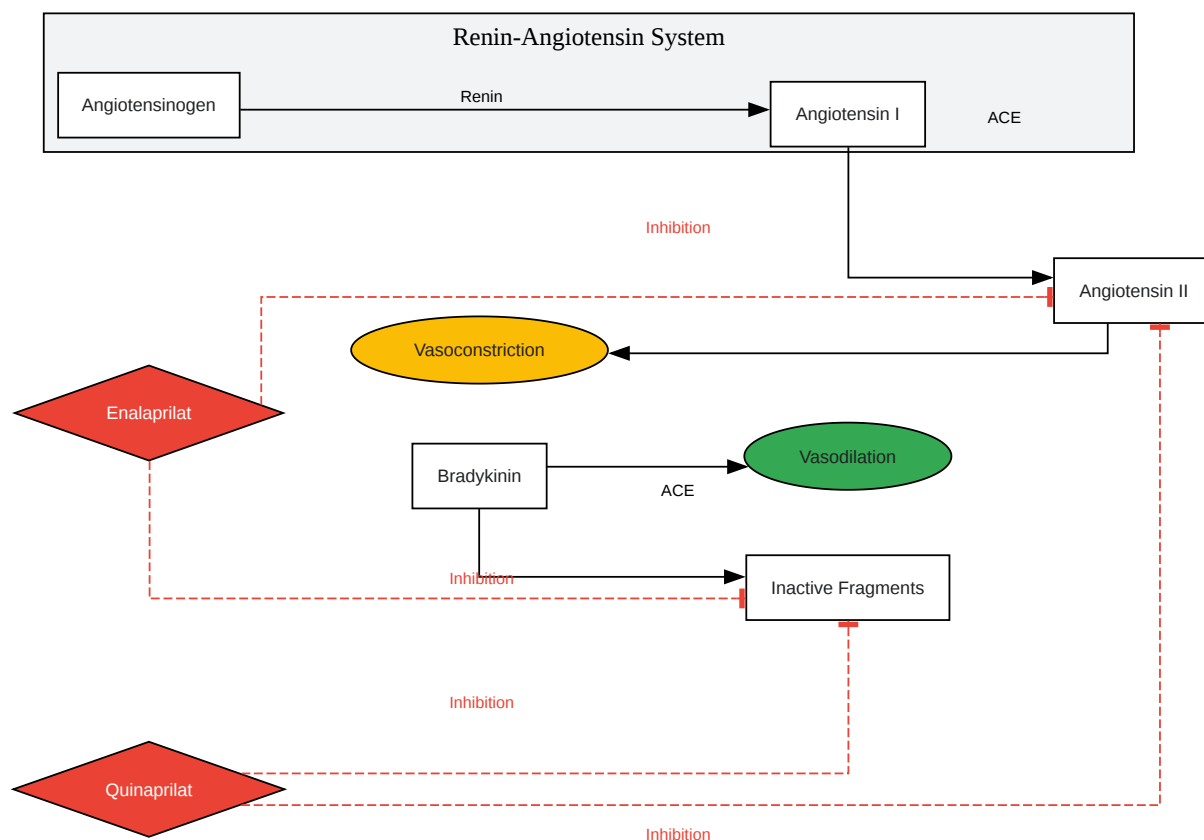 Renin-Angiotensin System
Angiotensinogen
Renin
Angiotensin I
ACE
Inhibition
Angiotensin II
Vasoconstriction
Enalaprilat
Bradykinin
Vasodilation
ACE
Inhibition
Inactive Fragments
Inhibition
Quinaprilat
Inhibition